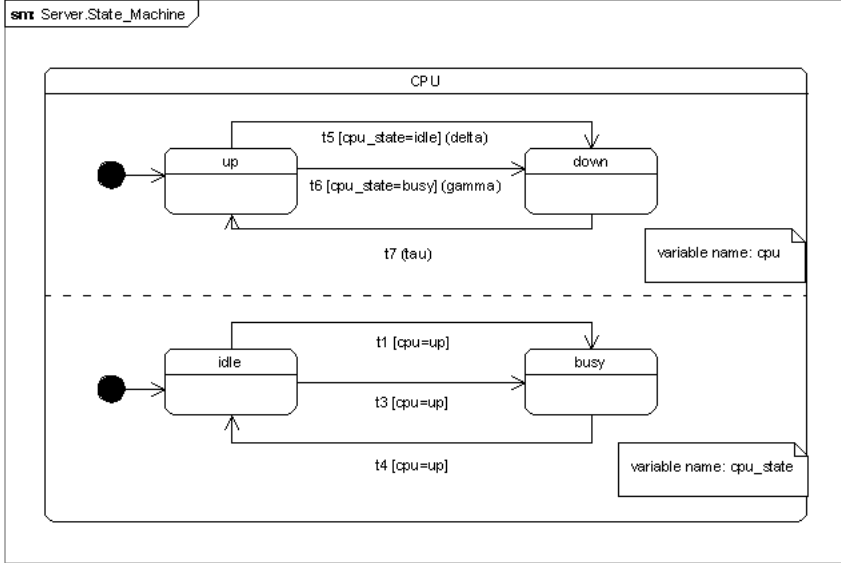 sm Server.State_Machine
CPU
t5 [cpu_state=idle] (delta)
up
down
t6 [cpu_state=busy] (gamma)
t7 (tau)
variable name: cpu
t1 [cpu=up]
idle
busy
t3 [cpu=up]
t4 [cpu=up]
variable name: cpu_state